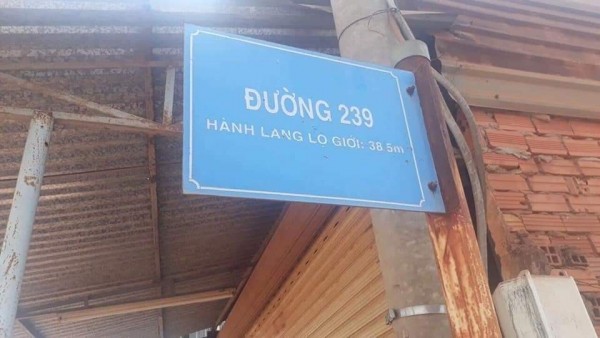 ĐƯỜNG 239
HÀNH LANG LỘ GIỚI: 38.5m